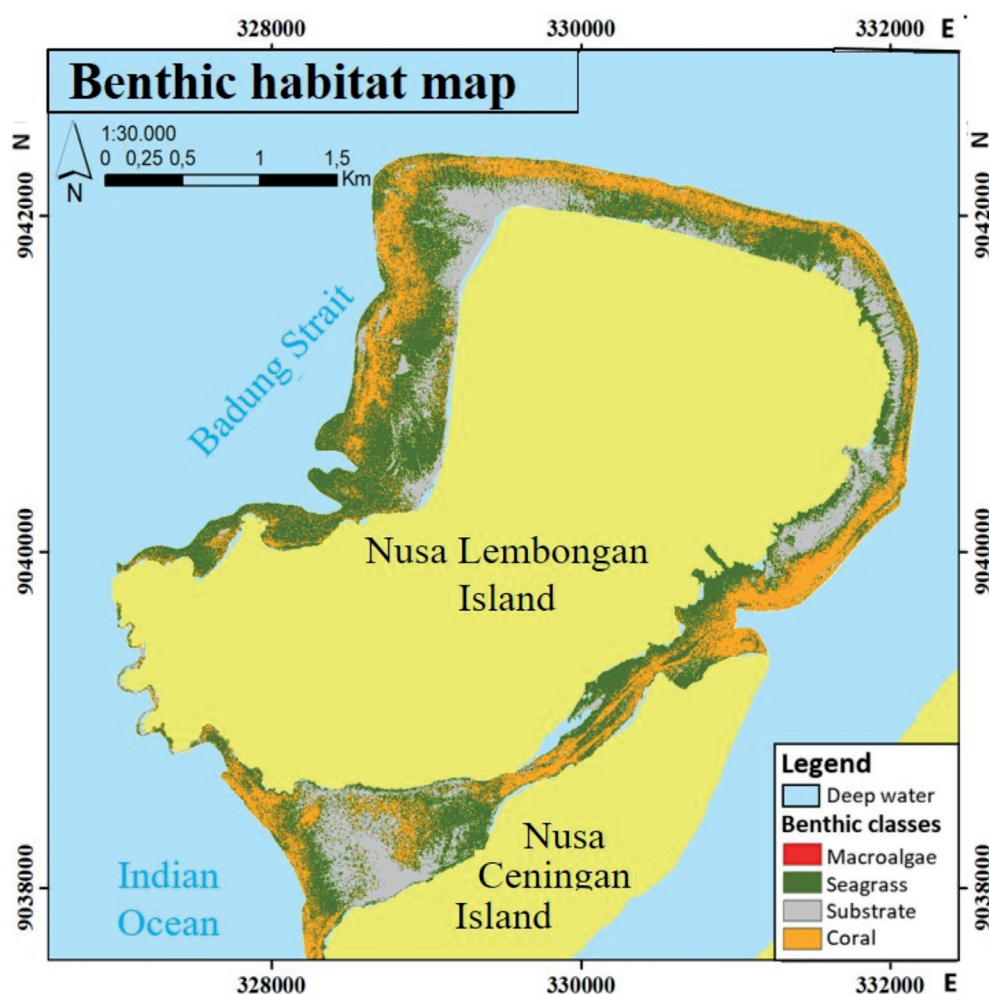 328000 330000 332000 E
Benthic habitat map
N
N
1:30.000
0 0,25 0,5 1 1,5
Km
N
9042000
9042000
Badung Strait
9040000
9040000
Nusa Lembongan
Island
Legend
Deep water
Benthic classes
Macroalgae
Seagrass
Substrate
Coral
Nusa
Ceningan
Island
Indian
Ocean
9038000
9038000
328000 330000 332000 E